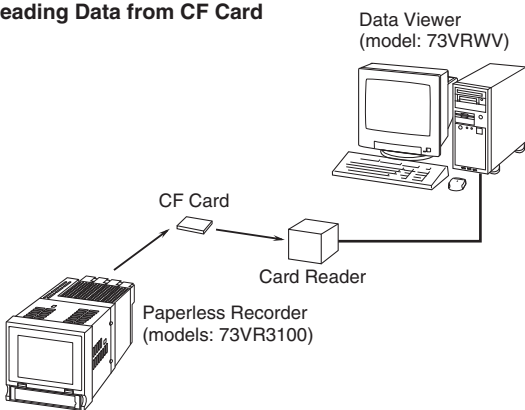 eading Data from CF Card
Data Viewer
(model: 73VRWV)
CF Card
Card Reader
Paperless Recorder
(models: 73VR3100)